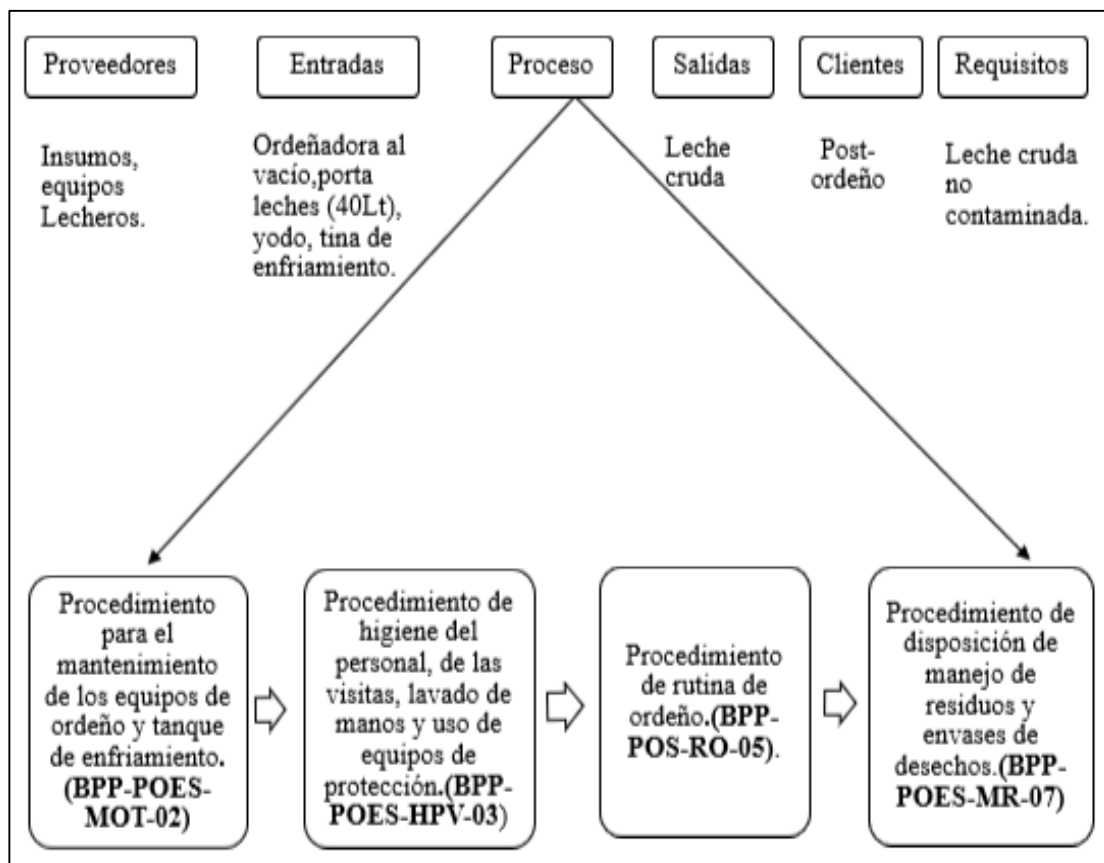 Proveedores
Entradas
Proceso
Salidas
Clientes
Requisitos
Insumos,
equipos
Lecheros.
Ordeñadora al
vacío,porta
leches (40Lt),
yodo, tina de
enfriamiento.
Leche
cruda
Post-
ordeño
Leche cruda
no
contaminada.
Procedimiento
para el
mantenimiento
de los equipos de
ordeño y tanque
de enfriamiento.
(BPP-POES-
MOT-02)
Procedimiento de
higiene del
personal, de las
visitas, lavado de
manos y uso de
equipos de
protección.(BPP-
POES-HPV-03)
Procedimiento
de rutina de
ordeño.(BPP-
POS-RO-05).
Procedimiento de
disposición de
manejo de
residuos y
envases de
desechos.(BPP-
POES-MR-07)